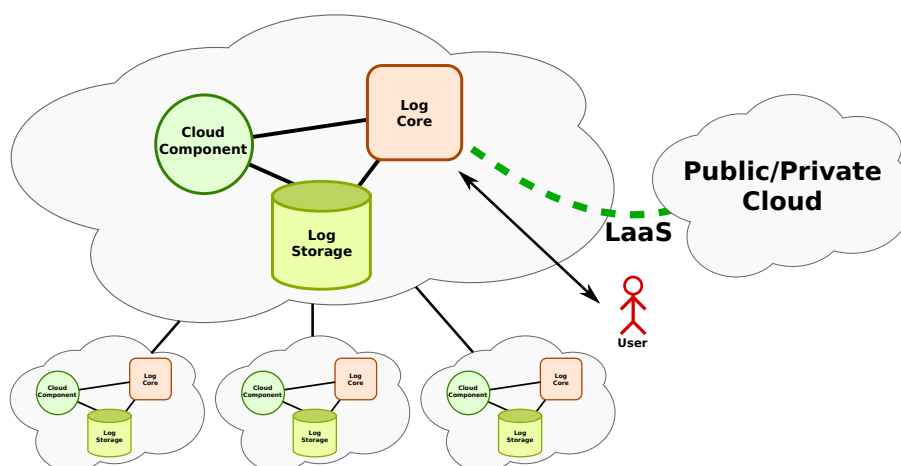 Log
Core
Cloud
Component
Public/Private
Cloud
Log
Storage
LaaS
User
Log
Core
Cloud
Component
Log
Storage
Log
Core
Cloud
Component
Log
Storage
Log
Core
Cloud
Component
Log
Storage